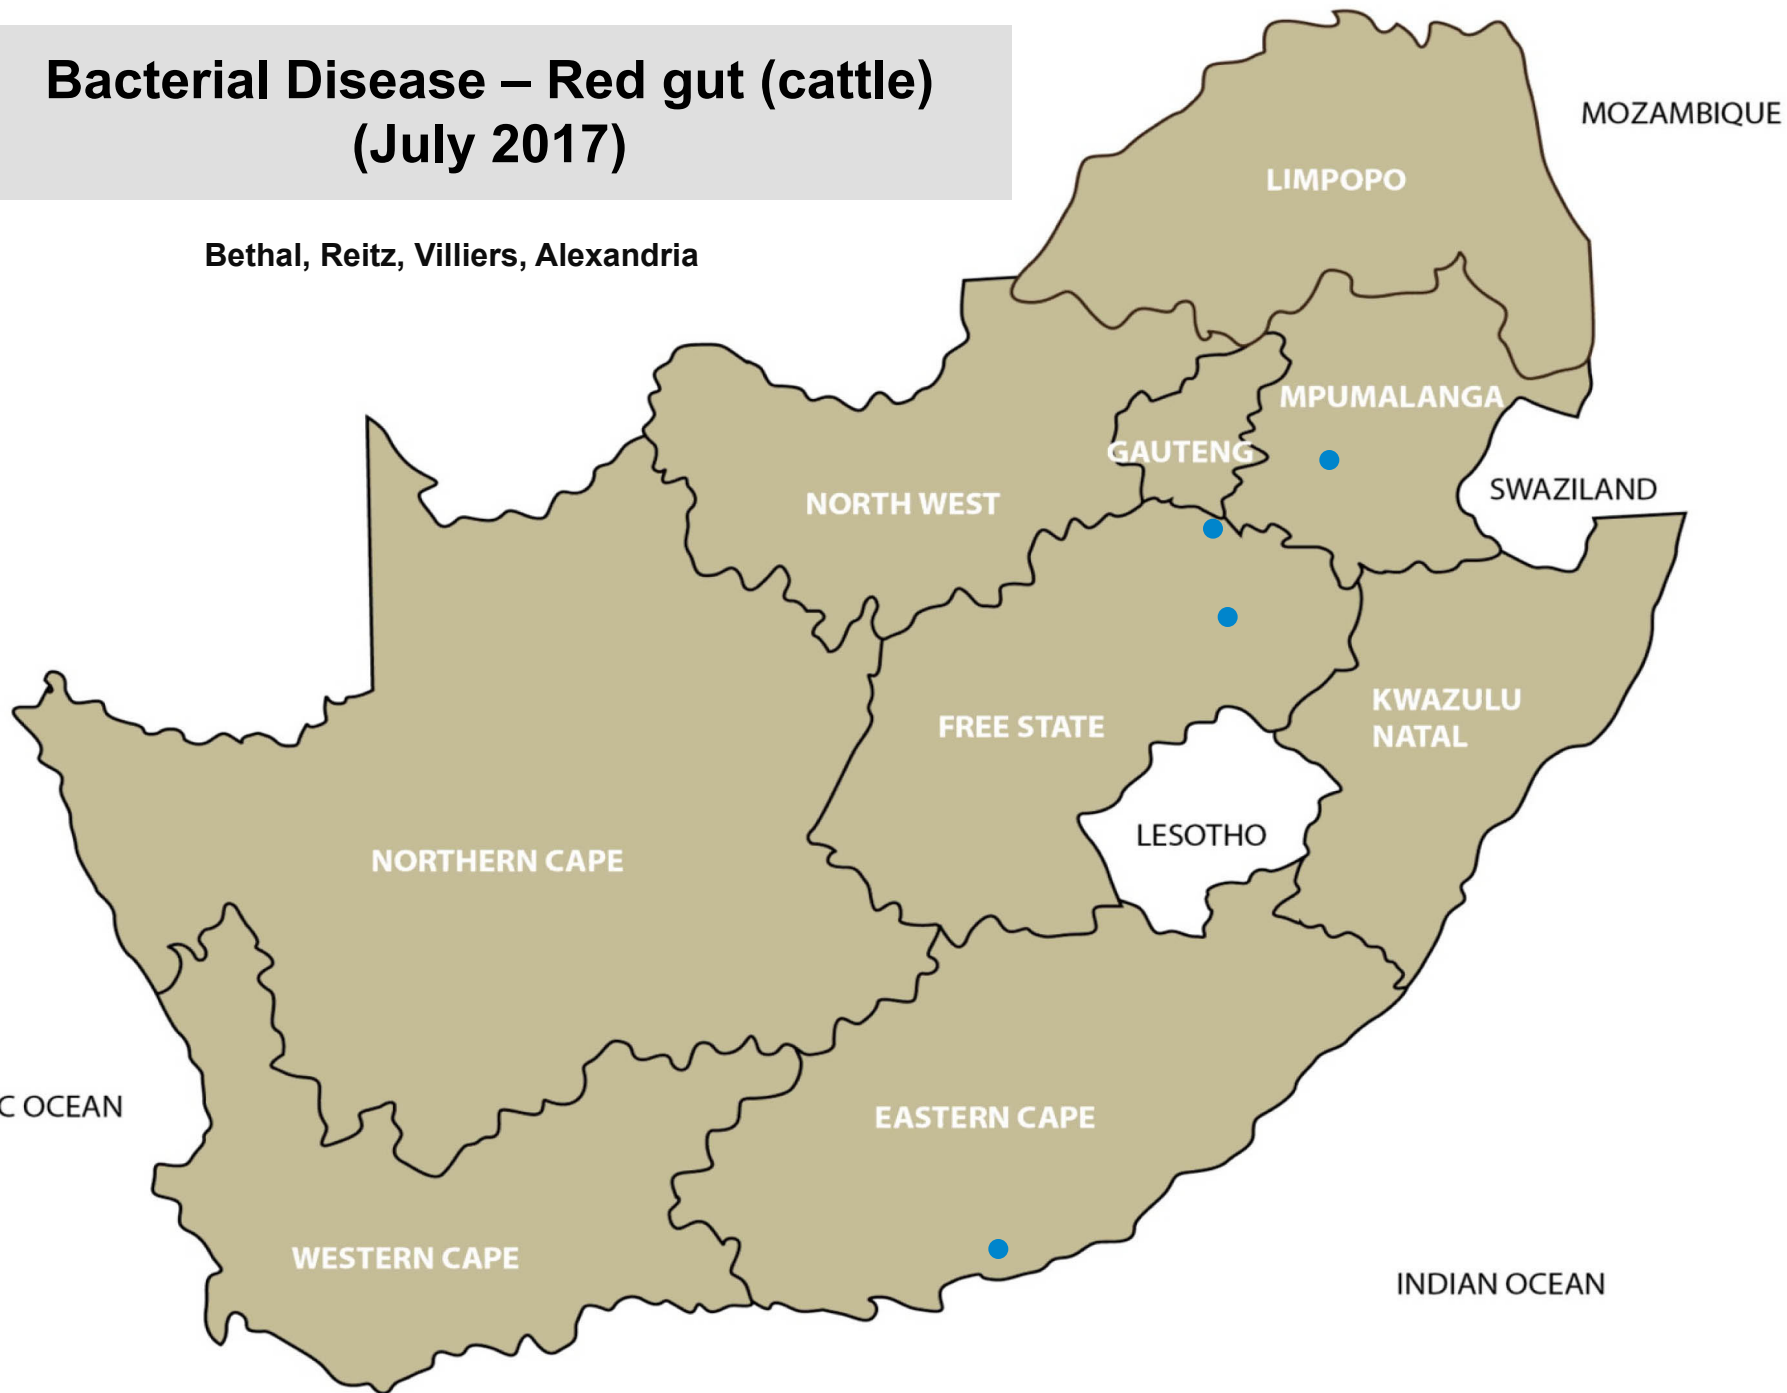 Bacterial Disease – Red gut (cattle)
(July 2017)
MOZAMBIQUE
LIMPOPO
Bethal, Reitz, Villiers, Alexandria
MPUMALANGA
GAUTENG
SWAZILAND
NORTH WEST
KWAZULU
NATAL
FREE STATE
LESOTHO
NORTHERN CAPE
C OCEAN
EASTERN CAPE
WESTERN CAPE
INDIAN OCEAN